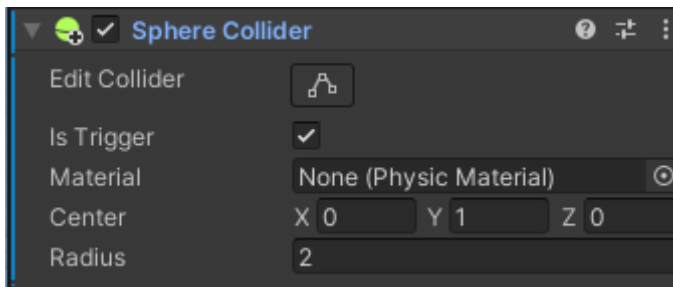 Sphere Collider
Edit Collider
Is Trigger
Material None (Physic Material)
Center X 0 Y 1 Z 0
Radius 2